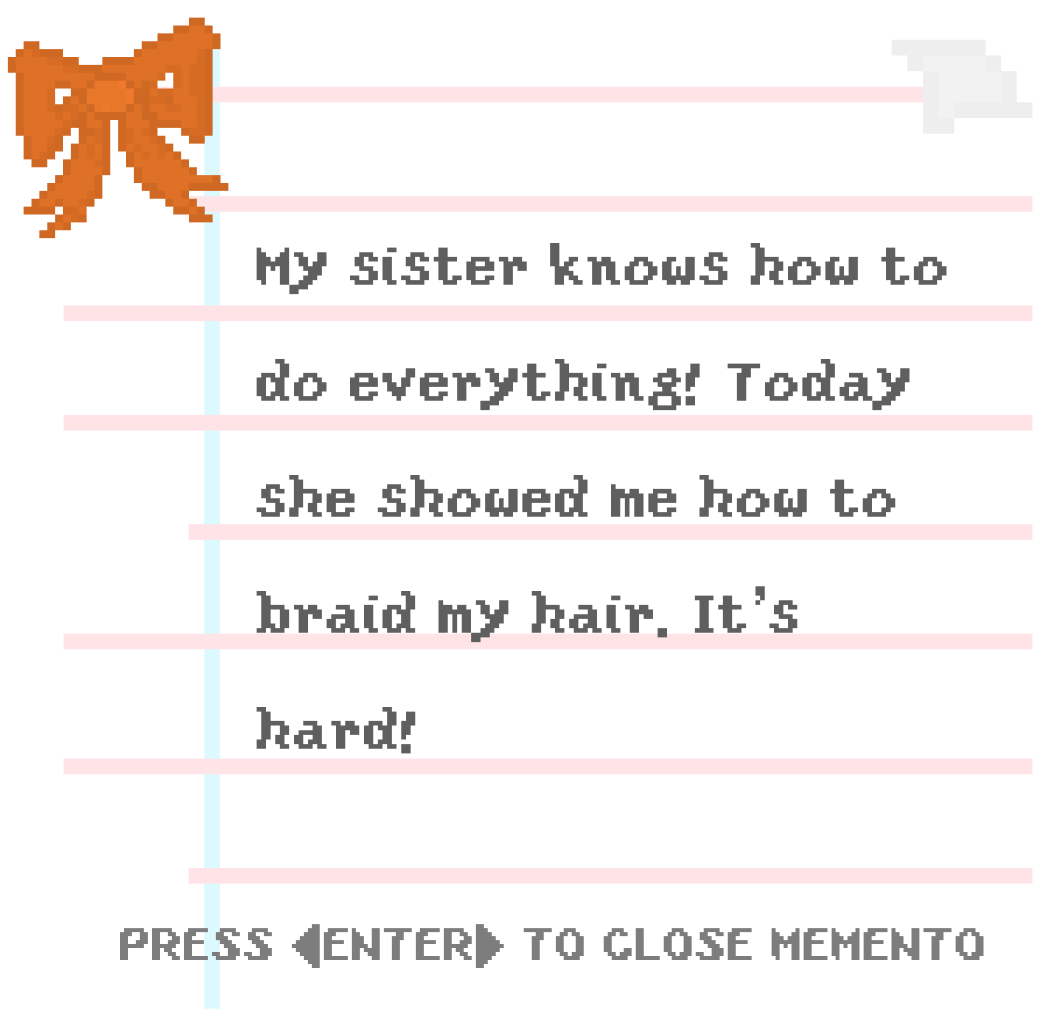 My sister knows how to
do everything! Today
she showed me how to
braid my hair. It's
hard!
PRESS ◀ENTER▶ TO CLOSE MEMENTO